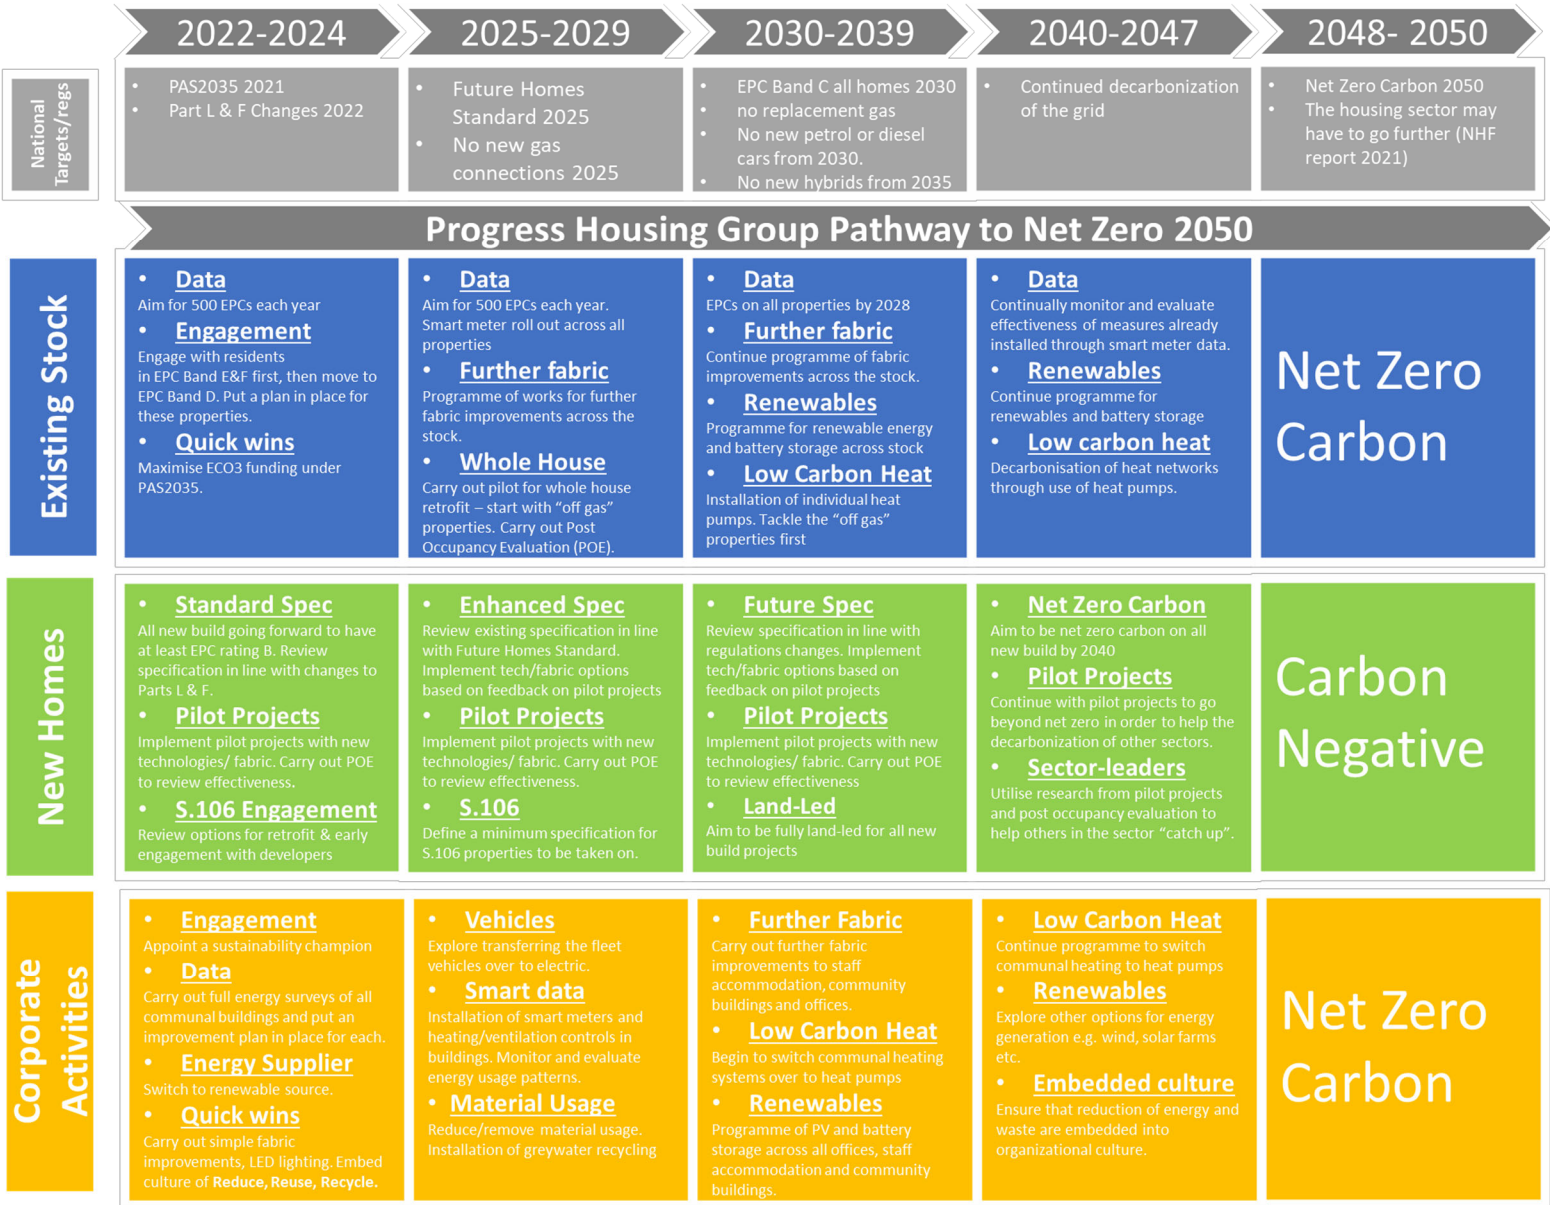 2022-2024
2025-2029
2030-2039
2040-2047
2048- 2050
National
Targets/regs
• PAS2035 2021
• Part L & F Changes 2022
• Future Homes
Standard 2025
• No new gas
connections 2025
• EPC Band C all homes 2030
• no replacement gas
• No new petrol or diesel
cars from 2030.
• No new hybrids from 2035
• Continued decarbonization
of the grid
• Net Zero Carbon 2050
• The housing sector may
have to go further (NHF
report 2021)
Progress Housing Group Pathway to Net Zero 2050
Existing Stock
• Data
Aim for 500 EPCs each year
• Engagement
Engage with residents
in EPC Band E&F first, then move to
EPC Band D. Put a plan in place for
these properties.
• Quick wins
Maximise ECO3 funding under
PAS2035.
• Data
Aim for 500 EPCs each year.
Smart meter roll out across all
properties
• Further fabric
Programme of works for further
fabric improvements across the
stock.
• Whole House
Carry out pilot for whole house
retrofit – start with “off gas”
properties. Carry out Post
Occupancy Evaluation (POE).
• Data
EPCs on all properties by 2028
• Further fabric
Continue programme of fabric
improvements across the stock.
• Renewables
Programme for renewable energy
and battery storage across stock
• Low Carbon Heat
Installation of individual heat
pumps. Tackle the “off gas”
properties first
• Data
Continually monitor and evaluate
effectiveness of measures already
installed through smart meter data.
• Renewables
Continue programme for
renewables and battery storage
• Low carbon heat
Decarbonisation of heat networks
through use of heat pumps.
Net Zero
Carbon
New Homes
• Standard Spec
All new build going forward to have
at least EPC rating B. Review
specification in line with changes to
Parts L & F.
• Pilot Projects
Implement pilot projects with new
technologies/ fabric. Carry out POE
to review effectiveness.
• S.106 Engagement
Review options for retrofit & early
engagement with developers
• Enhanced Spec
Review existing specification in line
with Future Homes Standard.
Implement tech/fabric options
based on feedback on pilot projects
• Pilot Projects
Implement pilot projects with new
technologies/ fabric. Carry out POE
to review effectiveness.
• S.106
Define a minimum specification for
S.106 properties to be taken on.
• Future Spec
Review specification in line with
regulations changes. Implement
tech/fabric options based on
feedback on pilot projects
• Pilot Projects
Implement pilot projects with new
technologies/ fabric. Carry out POE
to review effectiveness
• Land-Led
Aim to be fully land-led for all new
build projects
• Net Zero Carbon
Aim to be net zero carbon on all
new build by 2040
• Pilot Projects
Continue with pilot projects to go
beyond net zero in order to help the
decarbonization of other sectors.
• Sector-leaders
Utilise research from pilot projects
and post occupancy evaluation to
help others in the sector “catch up”.
Carbon
Negative
Corporate
Activities
• Engagement
Appoint a sustainability champion
• Data
Carry out full energy surveys of all
communal buildings and put an
improvement plan in place for each.
• Energy Supplier
Switch to renewable source.
• Quick wins
Carry out simple fabric
improvements, LED lighting. Embed
culture of Reduce, Reuse, Recycle.
• Vehicles
Explore transferring the fleet
vehicles over to electric.
• Smart data
Installation of smart meters and
heating/ventilation controls in
buildings. Monitor and evaluate
energy usage patterns.
• Material Usage
Reduce/remove material usage.
Installation of greywater recycling
• Further Fabric
Carry out further fabric
improvements to staff
accommodation, community
buildings and offices.
• Low Carbon Heat
Begin to switch communal heating
systems over to heat pumps
• Renewables
Programme of PV and battery
storage across all offices, staff
accommodation and community
buildings.
• Low Carbon Heat
Continue programme to switch
communal heating to heat pumps
• Renewables
Explore other options for energy
generation e.g. wind, solar farms
etc.
• Embedded culture
Ensure that reduction of energy and
waste are embedded into
organizational culture.
Net Zero
Carbon